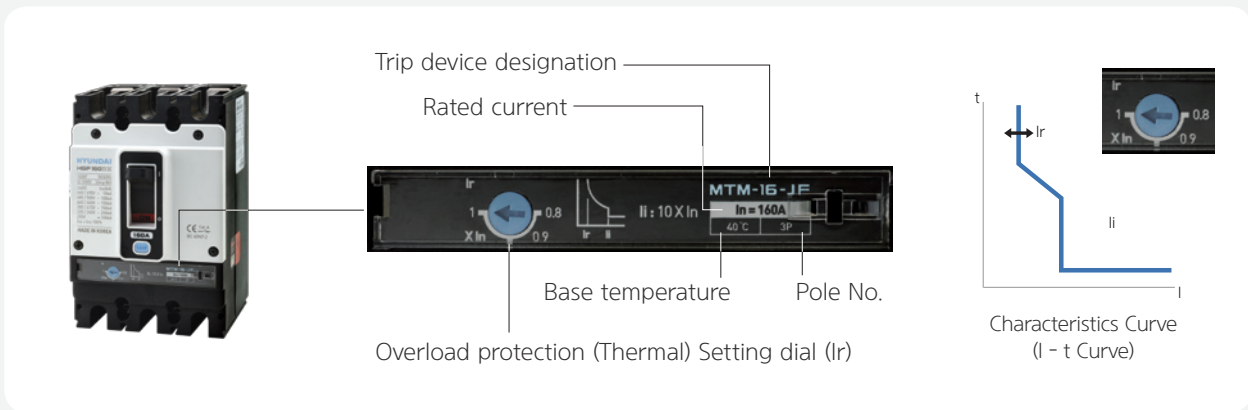 Trip device designation
Rated current
HYUNDAI
160A
MADE IN KOREA
Ir
1
0.8
X In
0.9
Ir
Ii
Ii : 10 X In
MTM-16-JF
In = 160A
40℃
3P
Base temperature
Pole No.
Overload protection (Thermal) Setting dial (Ir)
t
Ir
Ii
I
Ir
1
0.8
X In
0.9
Characteristics Curve
(I - t Curve)